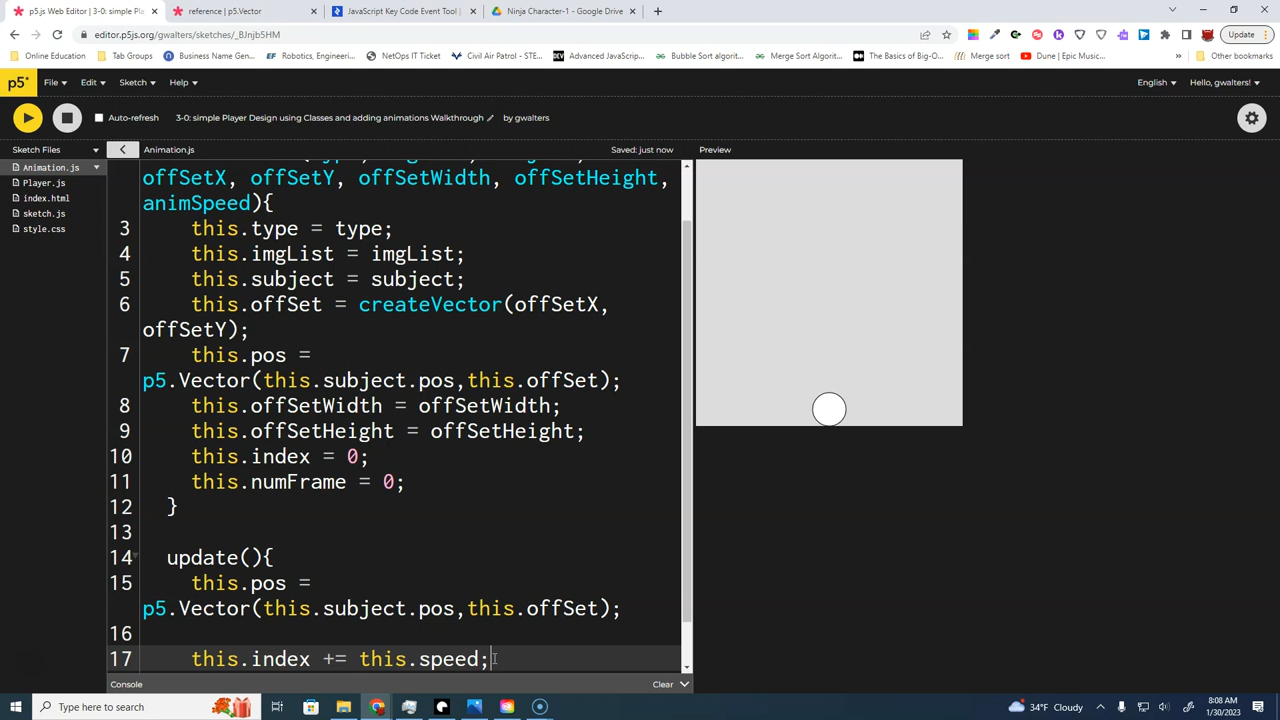 p5.js Web Editor | 3-0: simple Pla
reference | p5.Vector
JavaScript Key Code Event Tool |
Ninja Character-1 - Google Drive
editor.p5js.org/gwalters/sketches/_BJnjb5HM
Update
Online Education
Tab Groups
Business Name Gener...
Robotics, Engineeri...
NetOps IT Ticket
Civil Air Patrol - STE...
Advanced JavaScrip...
Bubble Sort algorit...
Merge Sort Algorit...
The Basics of Big-O...
Merge sort
Dune | Epic Music...
Other bookmarks
p5*
File
Edit
Sketch
Help
English
Hello, gwalters!
Auto-refresh
3-0: simple Player Design using Classes and adding animations Walkthrough
by gwalters
Sketch Files
Animation.js
Saved: just now
Preview
Animation.js
Player.js
index.html
sketch.js
style.css
offSetX, offSetY, offSetWidth, offSetHeight,
animSpeed){
3 this.type = type;
4 this.imgList = imgList;
5 this.subject = subject;
6 this.offSet = createVector(offSetX,
offSetY);
7 this.pos =
p5.Vector(this.subject.pos,this.offSet);
8 this.offSetWidth = offSetWidth;
9 this.offSetHeight = offSetHeight;
10 this.index = 0;
11 this.numFrame = 0;
12 }
13
14 update(){
15 this.pos =
p5.Vector(this.subject.pos,this.offSet);
16
17 this.index += this.speed;
Console
Clear
Type here to search
34°F Cloudy
8:08 AM
1/30/2023